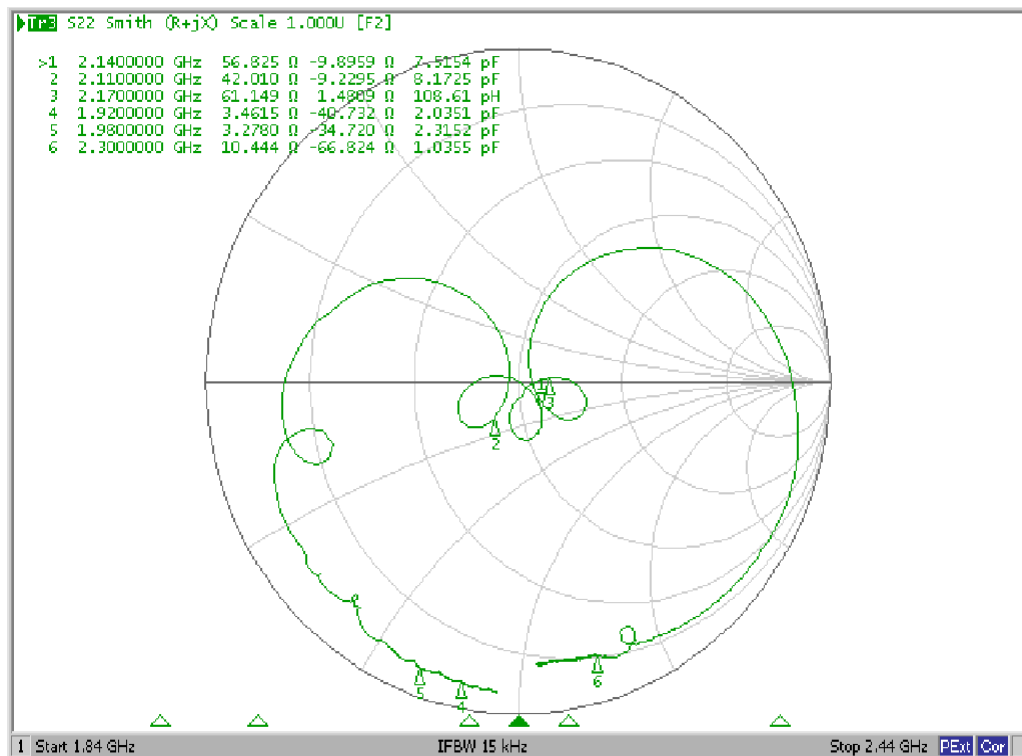 Tr3 S22 Smith (R+jX) Scale 1.000U [F2]
>1 2.1400000 GHz 56.825 Ω -9.8959 Ω 7.5154 pF
2 2.1100000 GHz 42.010 Ω -9.2295 Ω 8.1725 pF
3 2.1700000 GHz 61.149 Ω 1.4809 Ω 108.61 pH
4 1.9200000 GHz 3.4615 Ω -40.732 Ω 2.0351 pF
5 1.9800000 GHz 3.2780 Ω -34.720 Ω 2.3152 pF
6 2.3000000 GHz 10.444 Ω -66.824 Ω 1.0355 pF
1
3
2
5
4
6
1 Start 1.84 GHz IFBW 15 kHz Stop 2.44 GHz PExt Cor